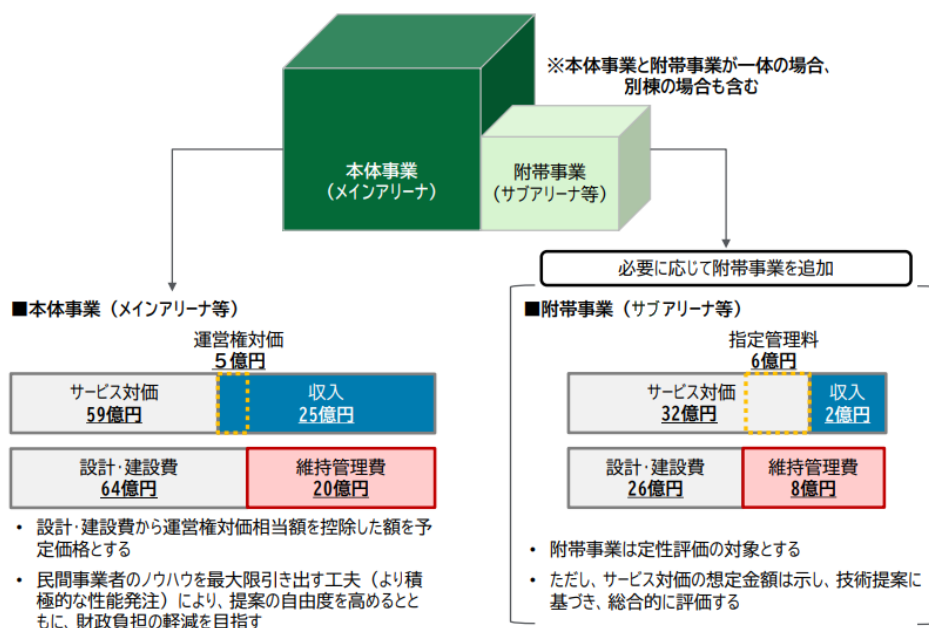 ※本体事業と附帯事業が一体の場合、
別棟の場合も含む
本体事業
（メインアリーナ）
附帯事業
（サブアリーナ等）
必要に応じて附帯事業を追加
■本体事業（メインアリーナ等）
運営権対価
５億円
サービス対価
59億円
収入
25億円
設計・建設費
64億円
維持管理費
20億円
• 設計・建設費から運営権対価相当額を控除した額を予
定価格とする
• 民間事業者のノウハウを最大限引き出す工夫（より積
極的な性能発注）により、提案の自由度を高めるとと
もに、財政負担の軽減を目指す
■附帯事業（サブアリーナ等）
指定管理料
6億円
サービス対価
32億円
収入
2億円
設計・建設費
26億円
維持管理費
8億円
• 附帯事業は定性評価の対象とする
• ただし、サービス対価の想定金額は示し、技術提案に
基づき、総合的に評価する